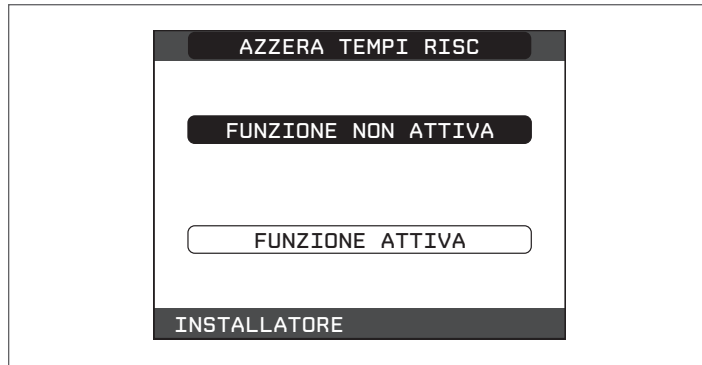 AZZERA TEMPI RISC
FUNZIONE NON ATTIVA
FUNZIONE ATTIVA
INSTALLATORE